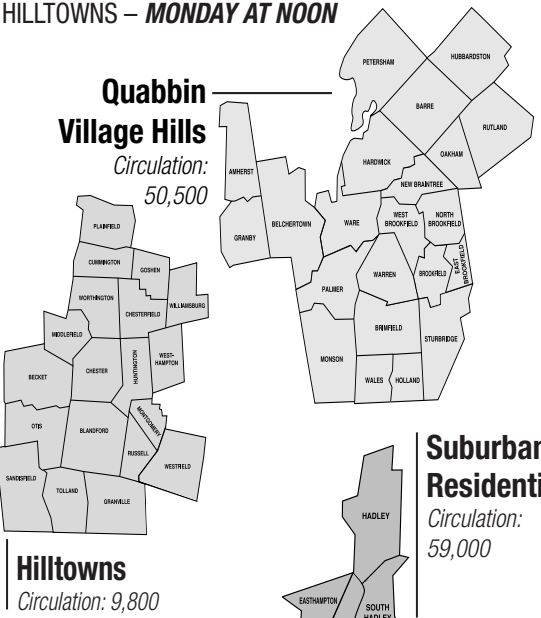 HILLTOWNS – MONDAY AT NOON
Quabbin
Village Hills
Circulation:
50,500
PETERSHAM
HUBBARDSTON
BARRE
RUTLAND
HARDWICK
OAKHAM
NEW BRAINTREE
AMHERST
BELCHERTOWN
GRANBY
WARE
WEST
BROOKFIELD
NORTH
BROOKFIELD
EAST
BROOKFIELD
BROOKFIELD
WARREN
PALMER
BRIMFIELD
STURBRIDGE
MONSON
WALES
HOLLAND
PLAINFIELD
CUMMINGTON
GOSHEN
WORTHINGTON
CHESTERFIELD
WILLIAMSBURG
MIDDLEFIELD
WEST-
HAMPTON
HUNTINGTON
CHESTER
BECKET
MONTGOMERY
OTIS
BLANDFORD
RUSSELL
WESTFIELD
SANDISFIELD
TOLLAND
GRANVILLE
Hilltowns
Circulation: 9,800
Suburban
Residenti
Circulation:
59,000
HADLEY
EASTHAMPTON
SOUTH
HADLEY